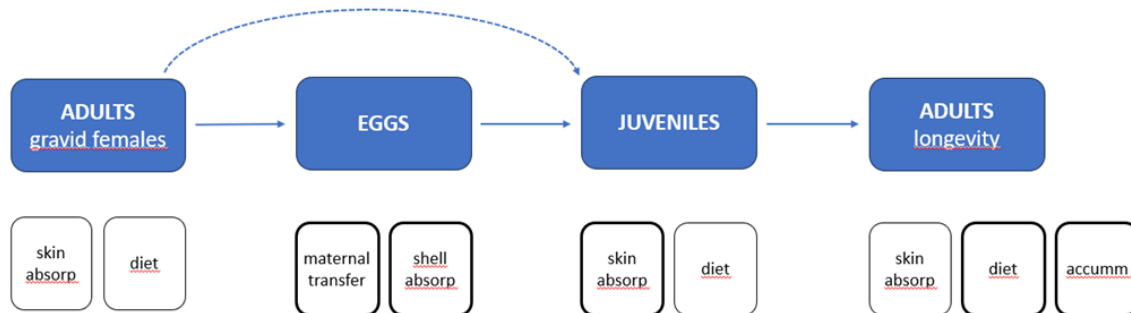 ADULTS
gravid females
EGGS
JUVENILES
ADULTS
longevity
skin
absorp
diet
maternal
transfer
shell
absorp
skin
absorp
diet
skin
absorp
diet
accumm